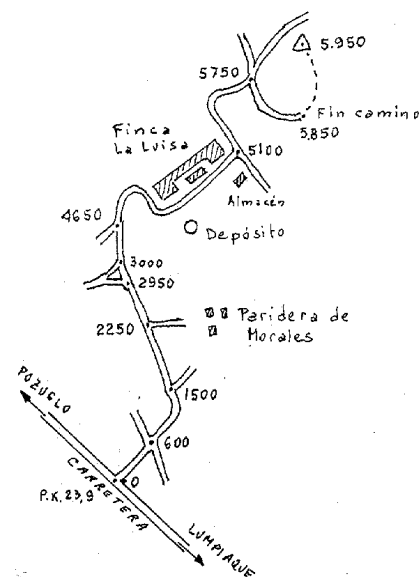 5.950
5750
Fin camino
5.850
Finca
La Luisa
5100
Almacén
4650
Depósito
3000
2950
2250
Paridera de
Morales
1500
600
POZUELO
0
P.K. 23,9
CARRETERA
LUMPIAQUE